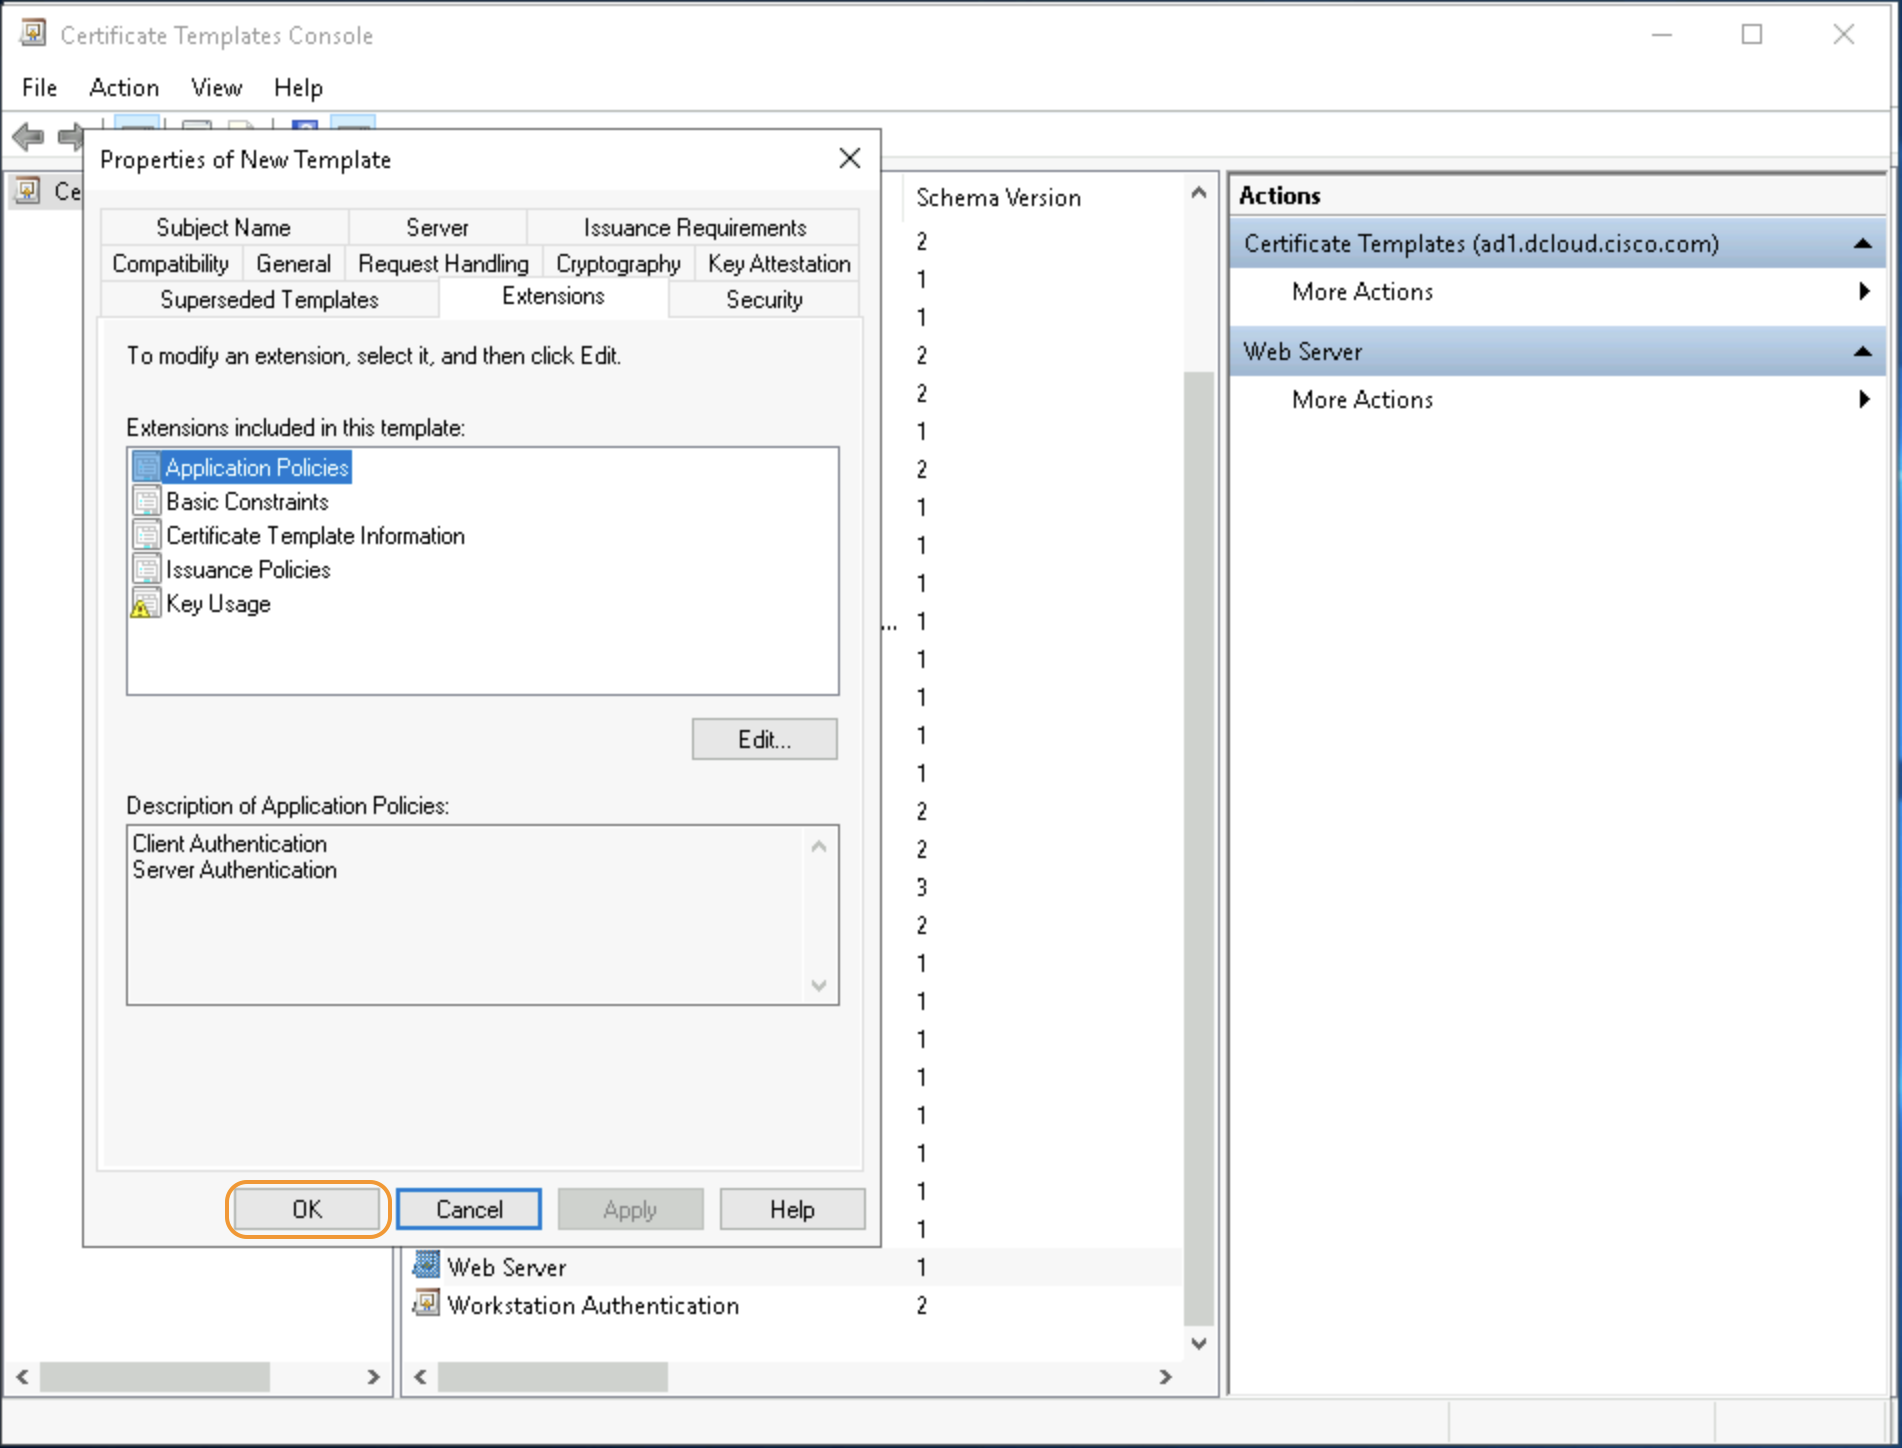 Certificate Templates Console
File Action View Help
Properties of New Template
Ce
Subject Name Server Issuance Requirements
Compatibility General Request Handling Cryptography Key Attestation
Superseded Templates Extensions Security
To modify an extension, select it, and then click Edit.
Extensions included in this template:
Application Policies
Basic Constraints
Certificate Template Information
Issuance Policies
Key Usage
Edit...
Description of Application Policies:
Client Authentication
Server Authentication
OK Cancel Apply Help
Schema Version
2
1
1
2
2
1
2
1
1
1
... 1
1
1
1
1
2
2
3
2
1
1
1
1
1
1
1
1
Web Server 1
Workstation Authentication 2
Actions
Certificate Templates (ad1.dcloud.cisco.com)
More Actions
Web Server
More Actions